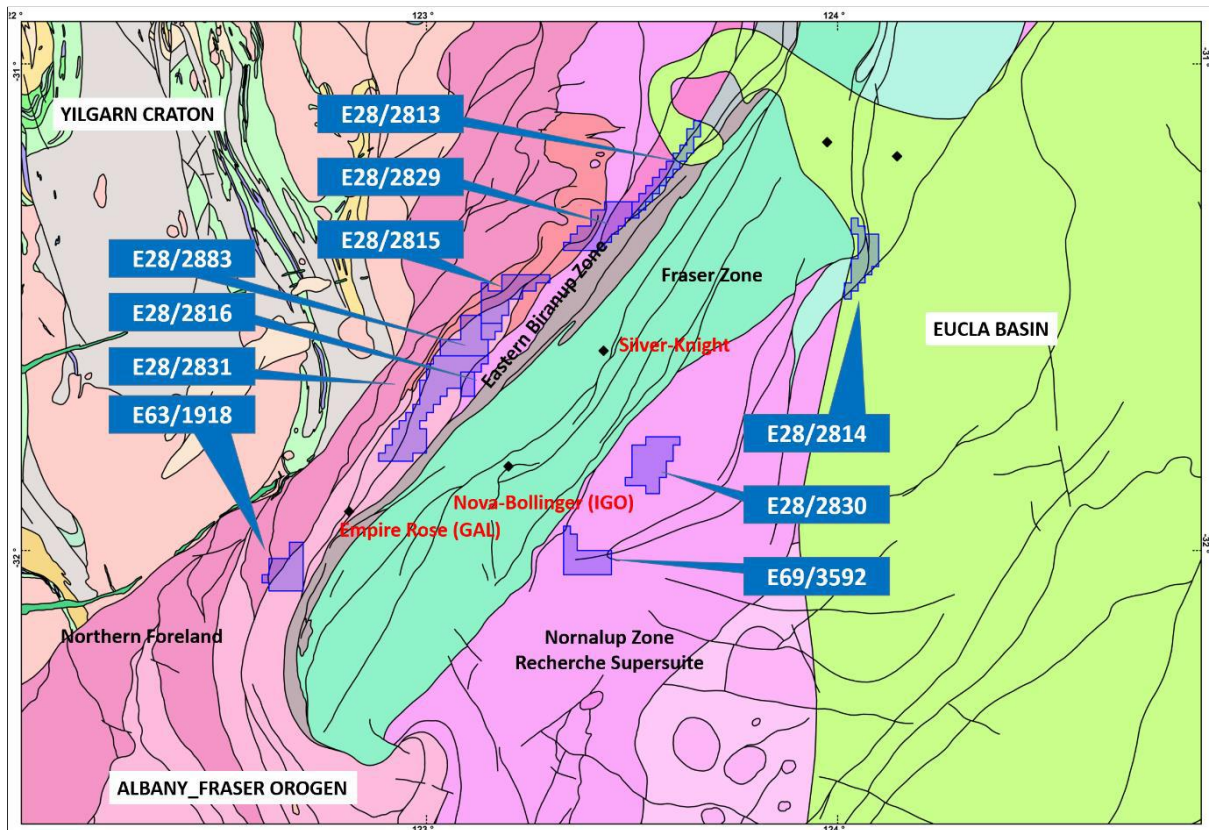 22 °
123
124
-31
-31
YILGARN CRATON
E28/2813
E28/2829
E28/2815
E28/2883
E28/2816
E28/2831
E63/1918
Eastern Biranup Zone
Fraser Zone
Silver-Knight
EUCLA BASIN
E28/2814
Nova-Bollinger (IGO)
E28/2830
Empire Rose (GAL)
-32
-32
E69/3592
Northern Foreland
Nornalup Zone
Recherche Supersuite
ALBANY_FRASER OROGEN
123
124